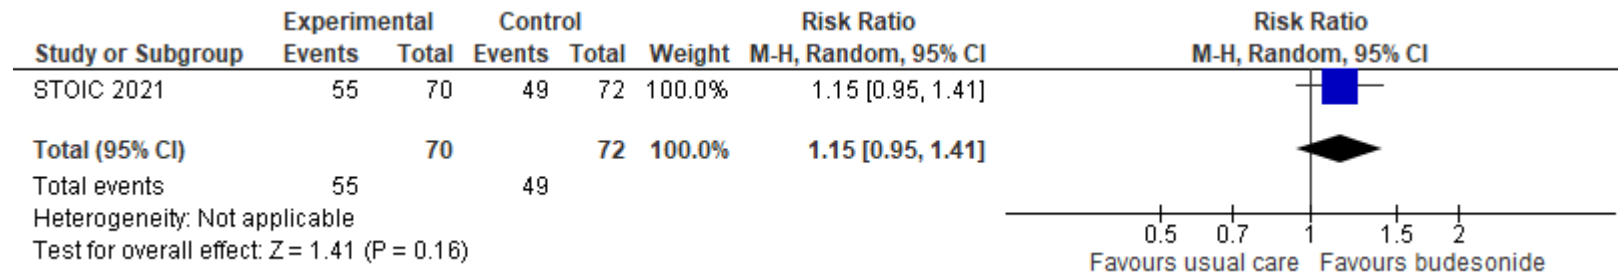 Experimental Control Risk Ratio Risk Ratio
Study or Subgroup Events Total Events Total Weight M-H, Random, 95% CI M-H, Random, 95% CI
STOIC 2021 55 70 49 72 100.0% 1.15 [0.95, 1.41]
Total (95% CI) 70 72 100.0% 1.15 [0.95, 1.41]
Total events 55 49
Heterogeneity: Not applicable
Test for overall effect: Z = 1.41 (P = 0.16)
0.5 0.7 1 1.5 2
Favours usual care Favours budesonide